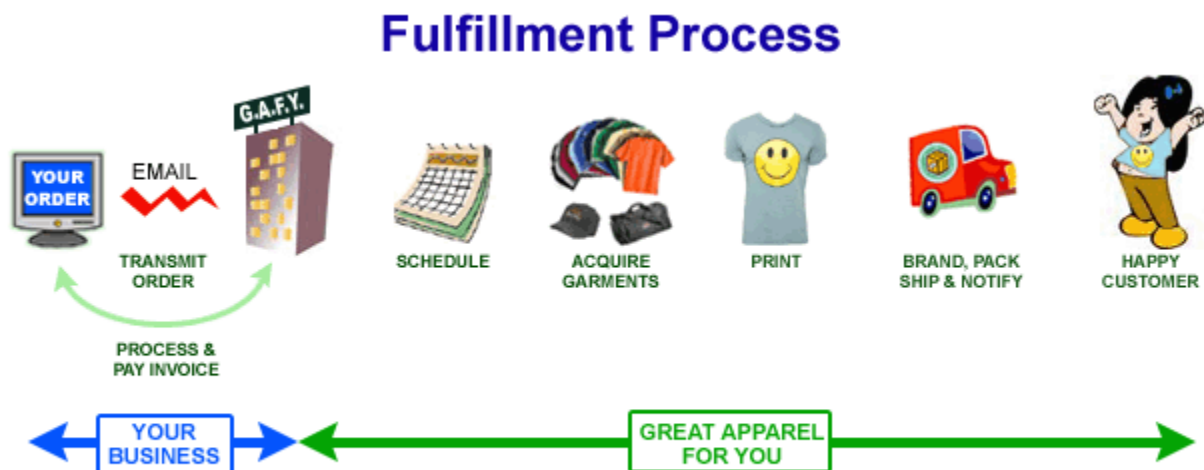 Fulfillment Process
G.A.F.Y.
YOUR
ORDER
EMAIL
TRANSMIT
ORDER
PROCESS &
PAY INVOICE
SCHEDULE
ACQUIRE
GARMENTS
PRINT
BRAND, PACK
SHIP & NOTIFY
HAPPY
CUSTOMER
YOUR
BUSINESS
GREAT APPAREL
FOR YOU